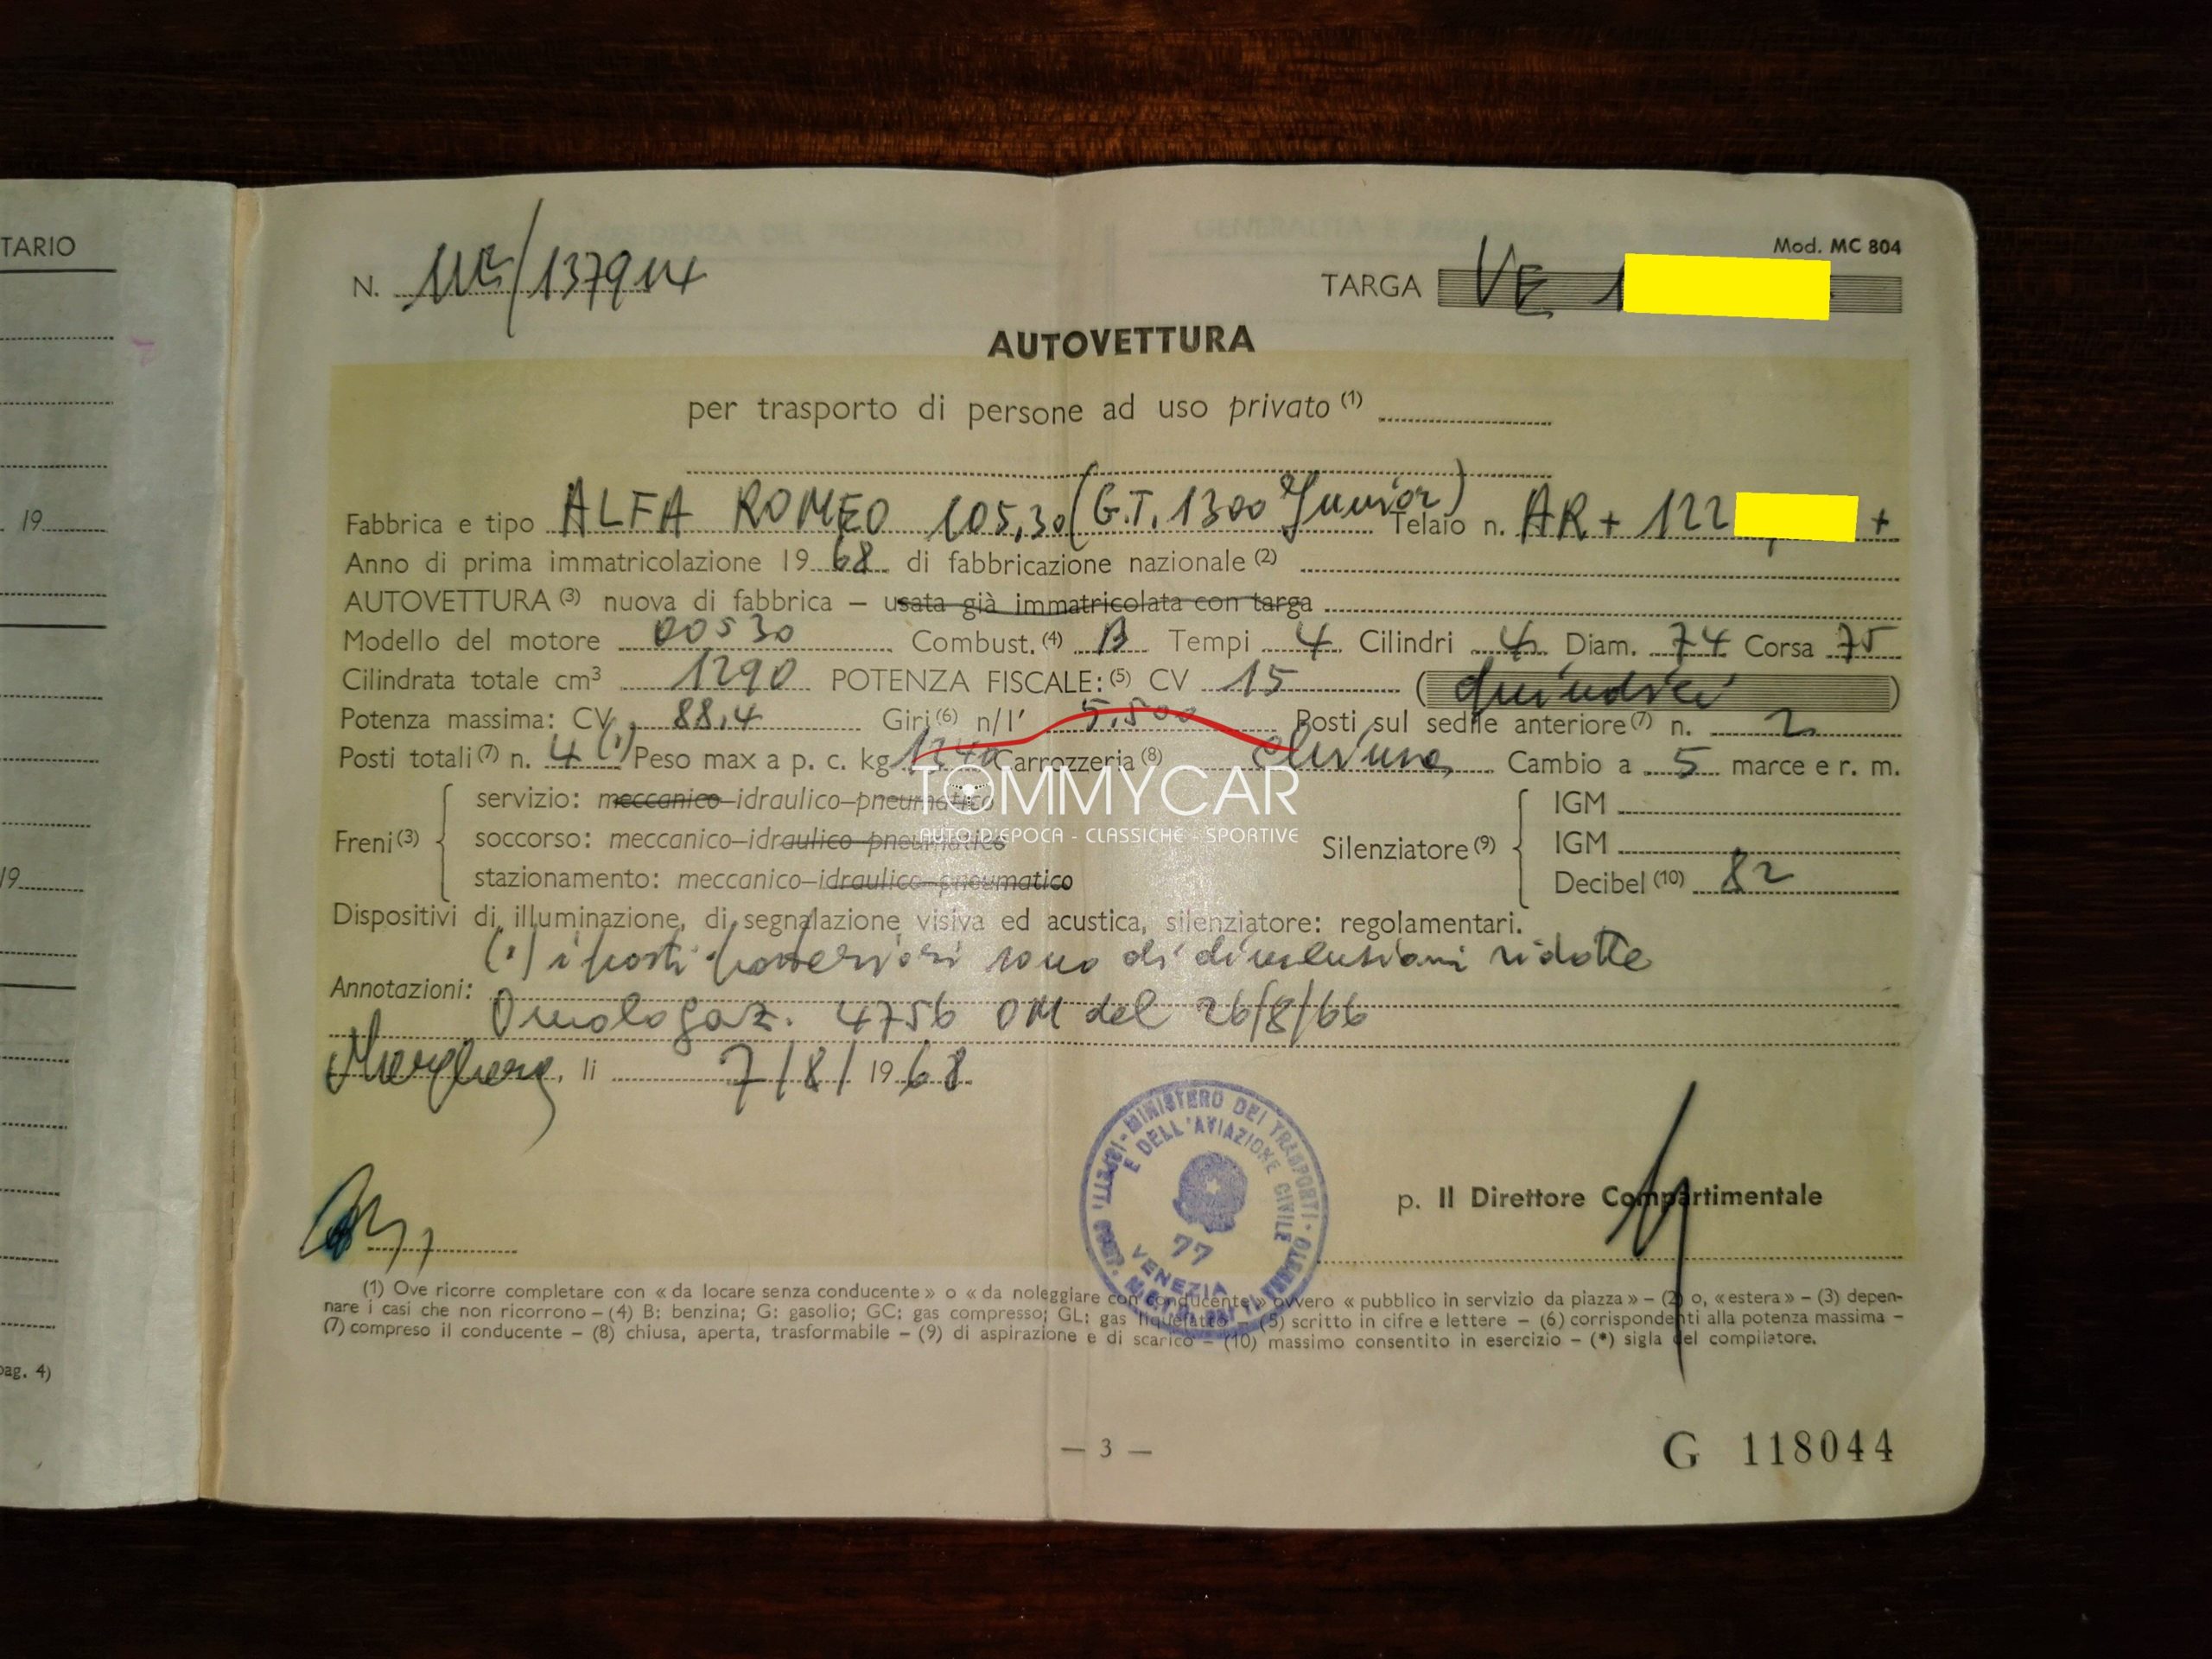 TARIO
19
19
pag. 4)
Mod. MC 804
N. /137914
TARGA VE 1
AUTOVETTURA
per trasporto di persone ad uso privato (1)
Fabbrica e tipo ALFA ROMEO 105.30 (G.T. 1300 Junior) Telaio n. AR + 122 +
Anno di prima immatricolazione 19 68 di fabbricazione nazionale (2)
AUTOVETTURA (3) nuova di fabbrica – usata già immatricolata con targa
Modello del motore 00530 Combust. (4) B Tempi 4 Cilindri 4 Diam. 74 Corsa 75
Cilindrata totale cm3 1290 POTENZA FISCALE: (5) CV 15 (quindici)
Potenza massima: CV 88,4 Giri (6) n/1' 5.500 Posti sul sedile anteriore (7) n. 2
Posti totali (7) n. 4 (') Peso max a p. c. kg 1240 Carrozzeria (8) chiusa Cambio a 5 marce e r. m.
TOMMYCAR
AUTO D'EPOCA - CLASSICHE - SPORTIVE
Freni (3)
servizio: meccanico–idraulico–pneumatico
soccorso: meccanico–idraulico–pneumatico
stazionamento: meccanico–idraulico–pneumatico
Silenziatore (9)
IGM
IGM
Decibel (10) 82
Dispositivi di illuminazione, di segnalazione visiva ed acustica, silenziatore: regolamentari.
(') i posti posteriori sono di dimensioni ridotte
Annotazioni:
Omologaz. 4756 OM del 26/8/66
Marghera, li 7/8/ 19 68
MINISTERO DEI TRASPORTI
E DELL'AVIAZIONE CIVILE
77
VENEZIA
p. Il Direttore Compartimentale
(1) Ove ricorre completare con « da locare senza conducente » o « da noleggiare con conducente » ovvero « pubblico in servizio da piazza » – (2) o, « estera » – (3) depen-
nare i casi che non ricorrono – (4) B: benzina; G: gasolio; GC: gas compresso; GL: gas liquefatto – (5) scritto in cifre e lettere – (6) corrispondenti alla potenza massima –
(7) compreso il conducente – (8) chiusa, aperta, trasformabile – (9) di aspirazione e di scarico – (10) massimo consentito in esercizio – (*) sigla del compilatore.
— 3 —
G 118044